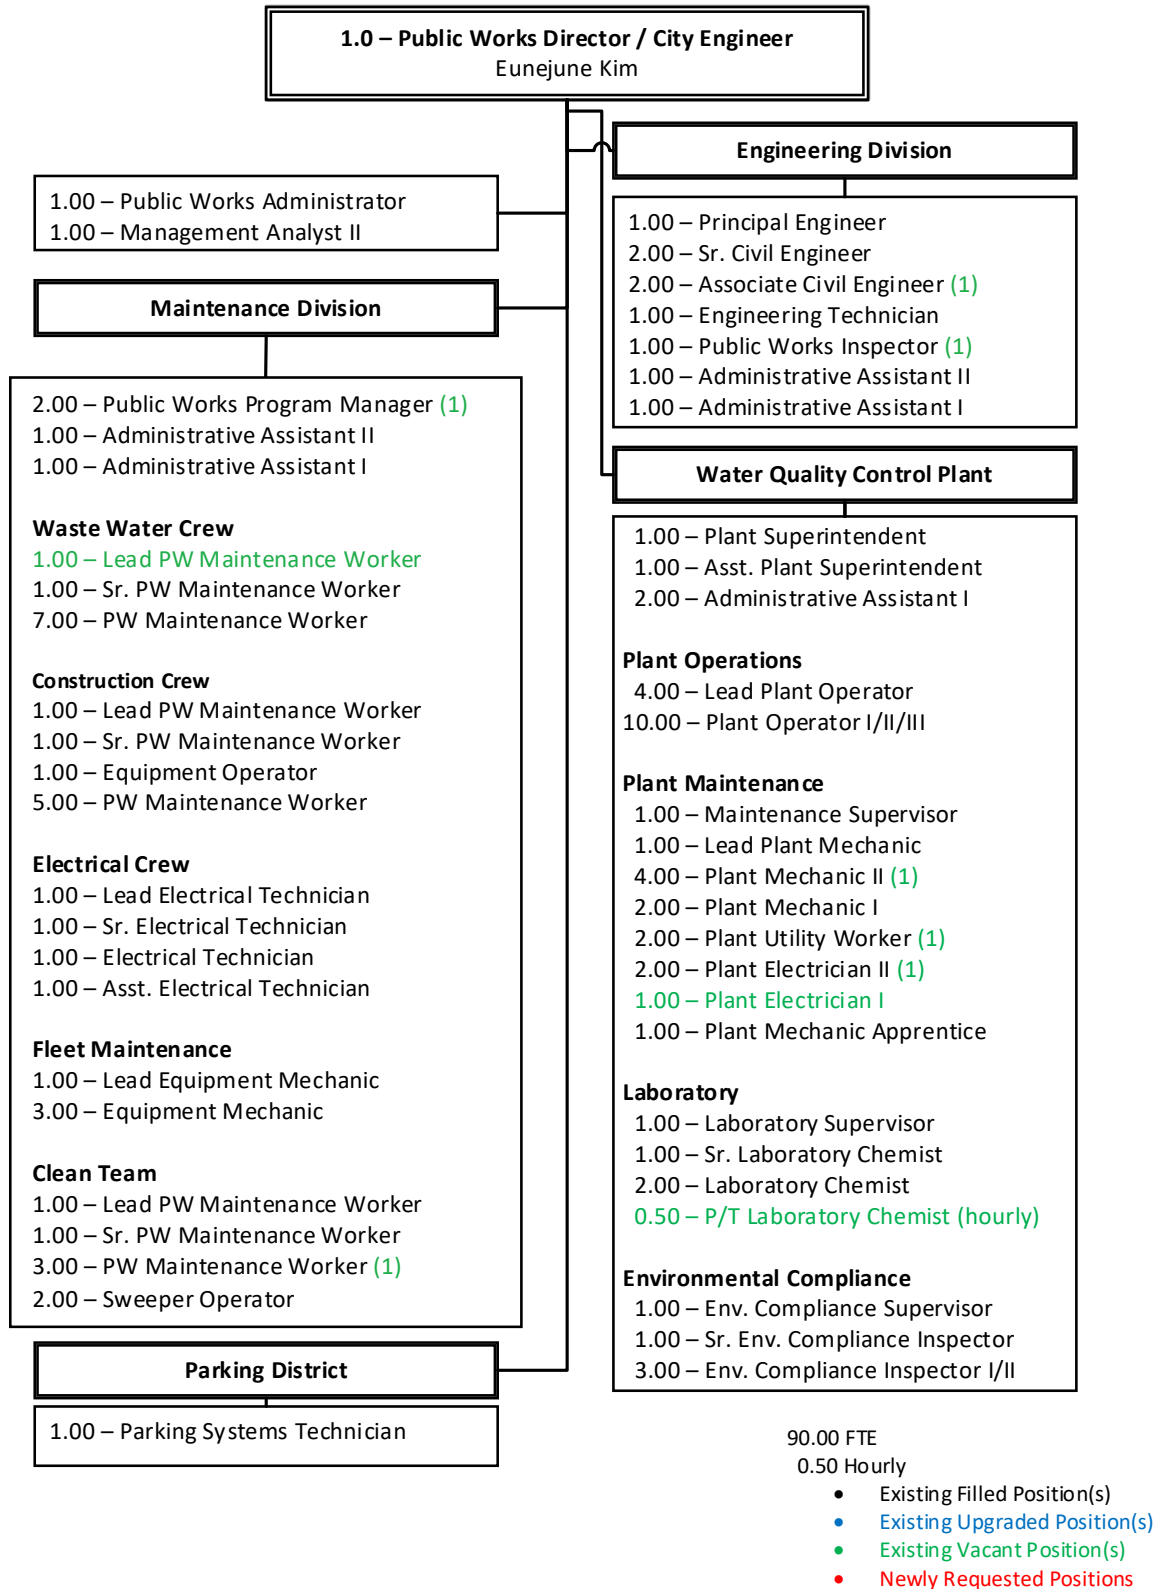 1.0 – Public Works Director / City Engineer
Eunejune Kim
1.00 – Public Works Administrator
1.00 – Management Analyst II
Maintenance Division
2.00 – Public Works Program Manager (1)
1.00 – Administrative Assistant II
1.00 – Administrative Assistant I
Waste Water Crew
1.00 – Lead PW Maintenance Worker
1.00 – Sr. PW Maintenance Worker
7.00 – PW Maintenance Worker
Construction Crew
1.00 – Lead PW Maintenance Worker
1.00 – Sr. PW Maintenance Worker
1.00 – Equipment Operator
5.00 – PW Maintenance Worker
Electrical Crew
1.00 – Lead Electrical Technician
1.00 – Sr. Electrical Technician
1.00 – Electrical Technician
1.00 – Asst. Electrical Technician
Fleet Maintenance
1.00 – Lead Equipment Mechanic
3.00 – Equipment Mechanic
Clean Team
1.00 – Lead PW Maintenance Worker
1.00 – Sr. PW Maintenance Worker
3.00 – PW Maintenance Worker (1)
2.00 – Sweeper Operator
Parking District
1.00 – Parking Systems Technician
Engineering Division
1.00 – Principal Engineer
2.00 – Sr. Civil Engineer
2.00 – Associate Civil Engineer (1)
1.00 – Engineering Technician
1.00 – Public Works Inspector (1)
1.00 – Administrative Assistant II
1.00 – Administrative Assistant I
Water Quality Control Plant
1.00 – Plant Superintendent
1.00 – Asst. Plant Superintendent
2.00 – Administrative Assistant I
Plant Operations
4.00 – Lead Plant Operator
10.00 – Plant Operator I/II/III
Plant Maintenance
1.00 – Maintenance Supervisor
1.00 – Lead Plant Mechanic
4.00 – Plant Mechanic II (1)
2.00 – Plant Mechanic I
2.00 – Plant Utility Worker (1)
2.00 – Plant Electrician II (1)
1.00 – Plant Electrician I
1.00 – Plant Mechanic Apprentice
Laboratory
1.00 – Laboratory Supervisor
1.00 – Sr. Laboratory Chemist
2.00 – Laboratory Chemist
0.50 – P/T Laboratory Chemist (hourly)
Environmental Compliance
1.00 – Env. Compliance Supervisor
1.00 – Sr. Env. Compliance Inspector
3.00 – Env. Compliance Inspector I/II
90.00 FTE
0.50 Hourly
• Existing Filled Position(s)
• Existing Upgraded Position(s)
• Existing Vacant Position(s)
• Newly Requested Positions